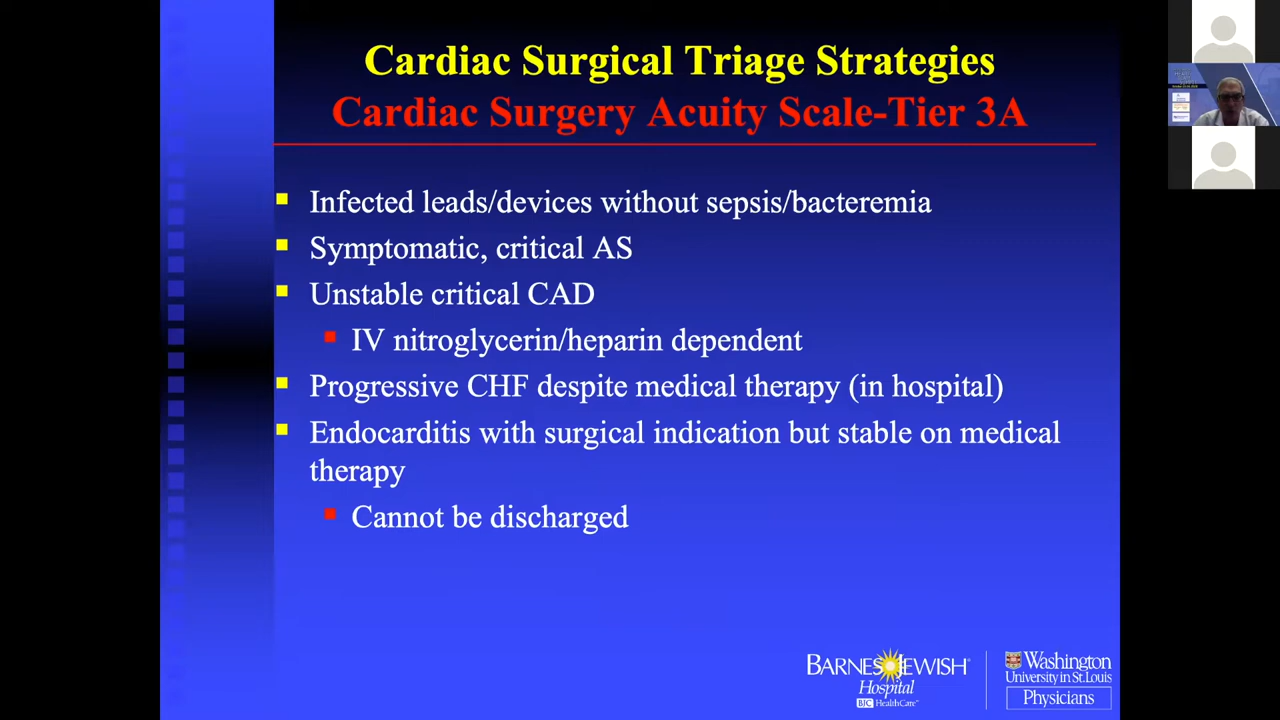 Cardiac Surgical Triage Strategies
Cardiac Surgery Acuity Scale-Tier 3A
Infected leads/devices without sepsis/bacteremia
Symptomatic, critical AS
Unstable critical CAD
IV nitroglycerin/heparin dependent
Progressive CHF despite medical therapy (in hospital)
Endocarditis with surgical indication but stable on medical
therapy
Cannot be discharged
BARNES JEWISH
Hospital
BJC HealthCare
Washington
University in St. Louis
Physicians